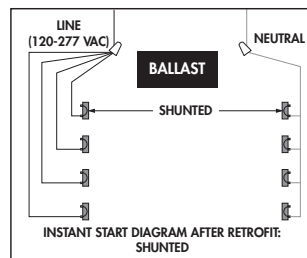 LINE
(120-277 VAC)
NEUTRAL
BALLAST
SHUNTED
INSTANT START DIAGRAM AFTER RETROFIT:
SHUNTED